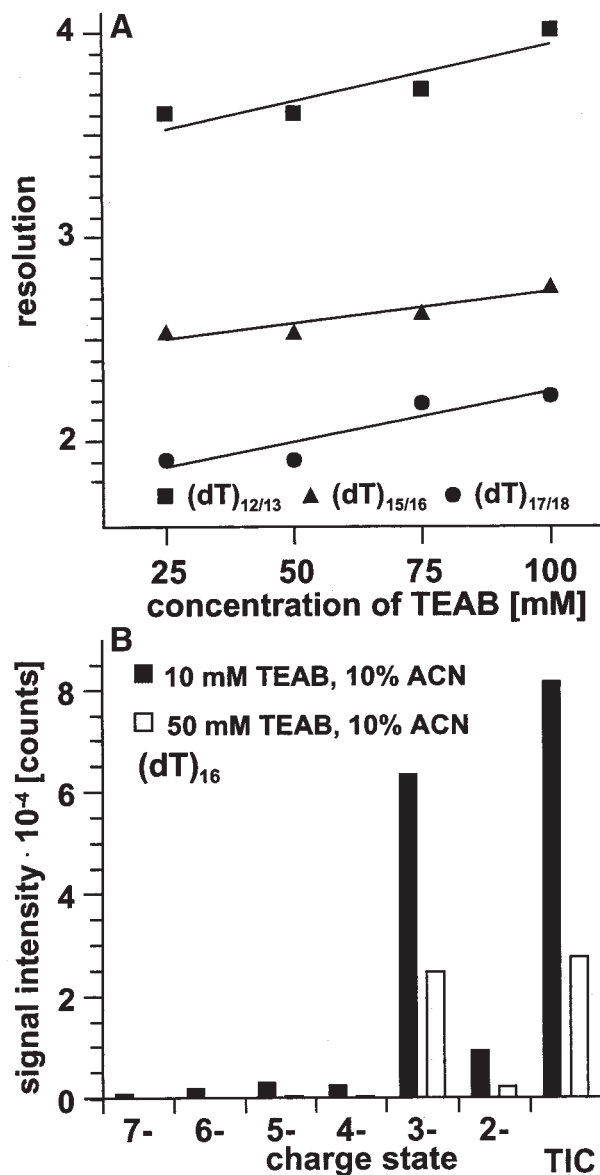 A
4
3
2
resolution
■ (dT)12/13 ▲ (dT)15/16 ● (dT)17/18
25 50 75 100
concentration of TEAB [mM]
B
■ 10 mM TEAB, 10% ACN
□ 50 mM TEAB, 10% ACN
(dT)16
8
6
4
2
0
signal intensity · 10-4 [counts]
7- 6- 5- 4- 3- 2- TIC
charge state